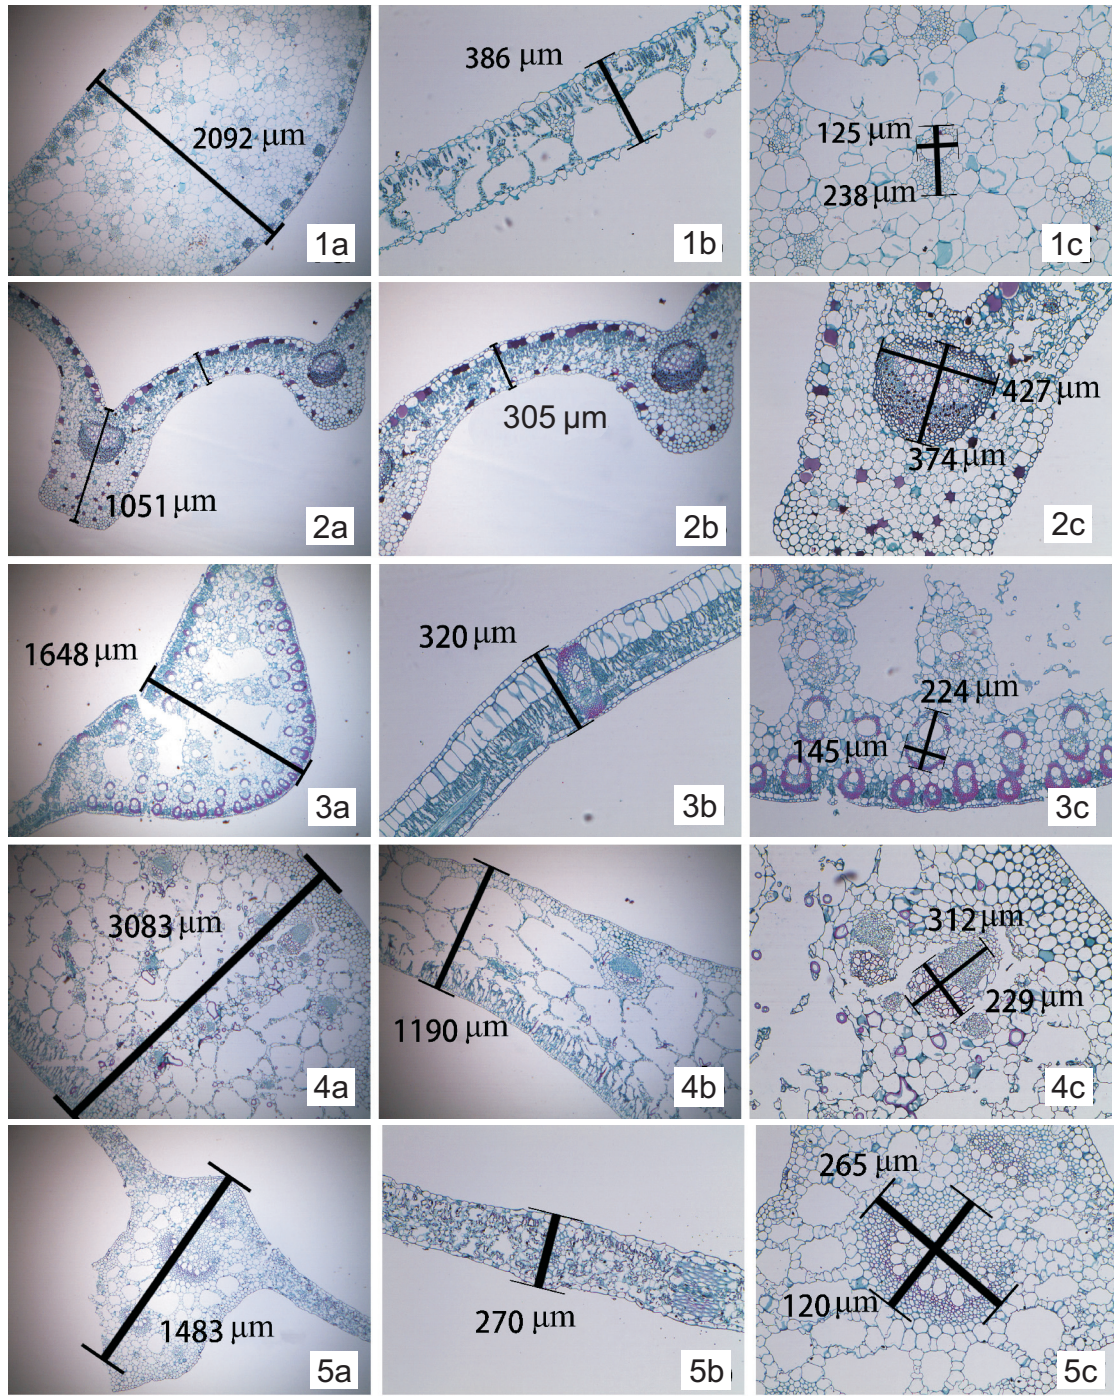 2092 µm
1a
386 µm
1b
125 µm
238 µm
1c
1051 µm
2a
305 µm
2b
427 µm
374 µm
2c
1648 µm
3a
320 µm
3b
224 µm
145 µm
3c
3083 µm
4a
1190 µm
4b
312 µm
229 µm
4c
1483 µm
5a
270 µm
5b
265 µm
120 µm
5c